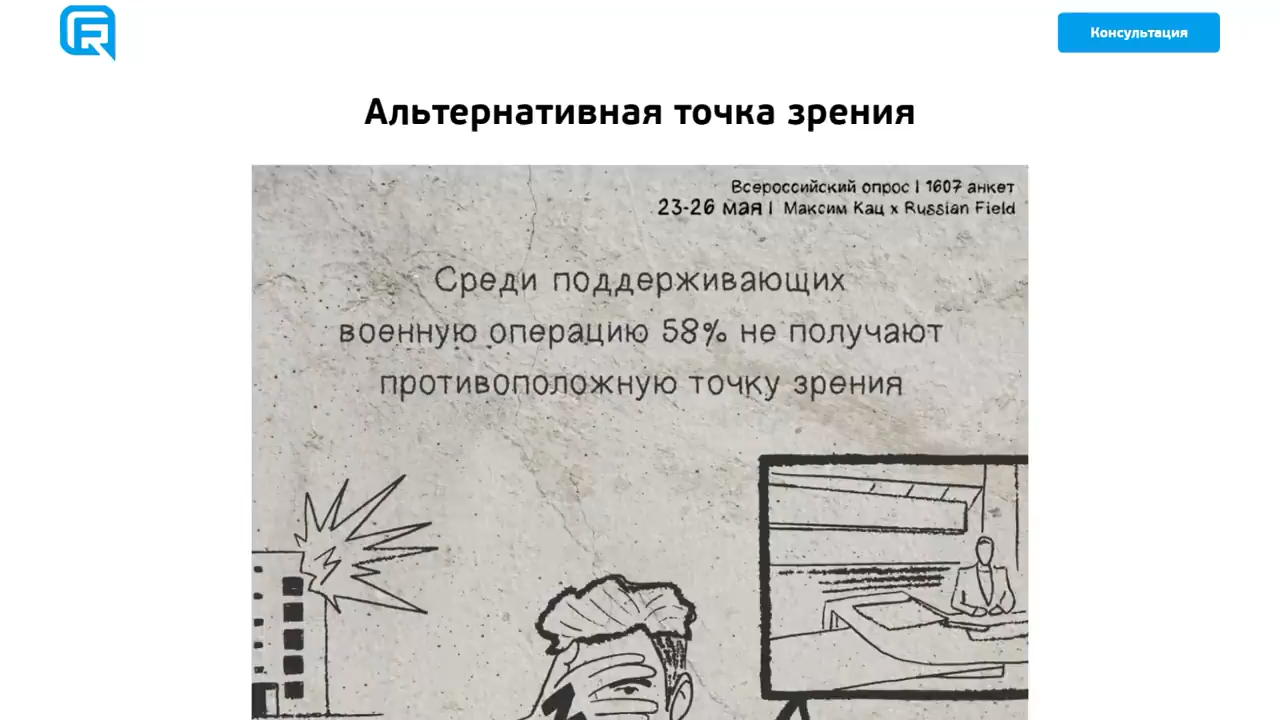 Консультация
Альтернативная точка зрения
Всероссийский опрос | 1607 анкет
23-26 мая | Максим Кац x Russian Field
Среди поддерживающих
военную операцию 58% не получают
противоположную точку зрения